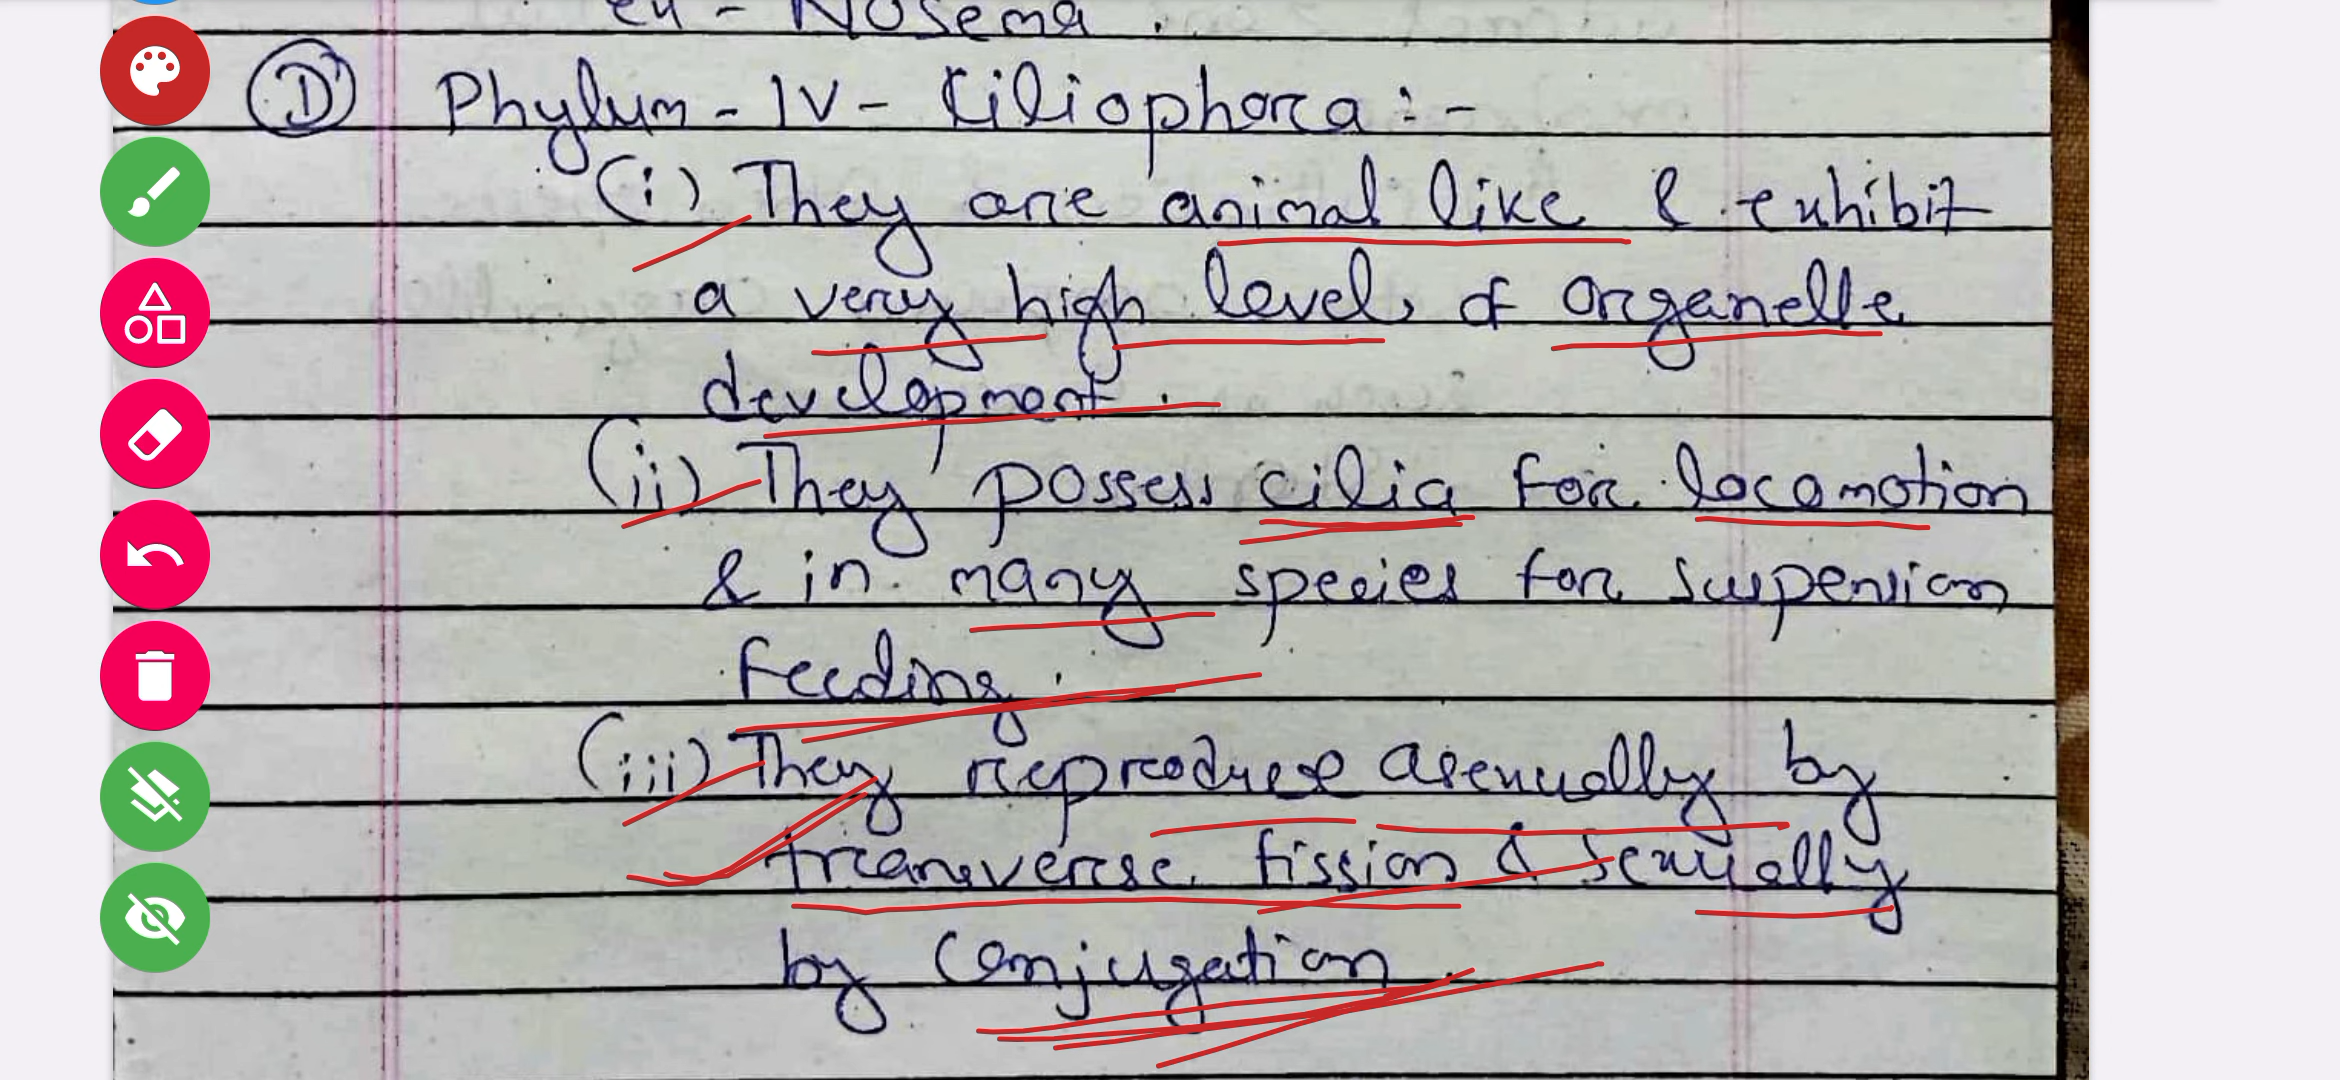 ex - Nosema.
(D) Phylum - IV - Ciliophora :-
(i) They are animal like & exhibit
a very high level of organelle
development.
(ii) They possess cilia for locomotion
& in many species for suspension
feeding.
(iii) They reproduce asexually by
transverse fission & sexually
by conjugation.